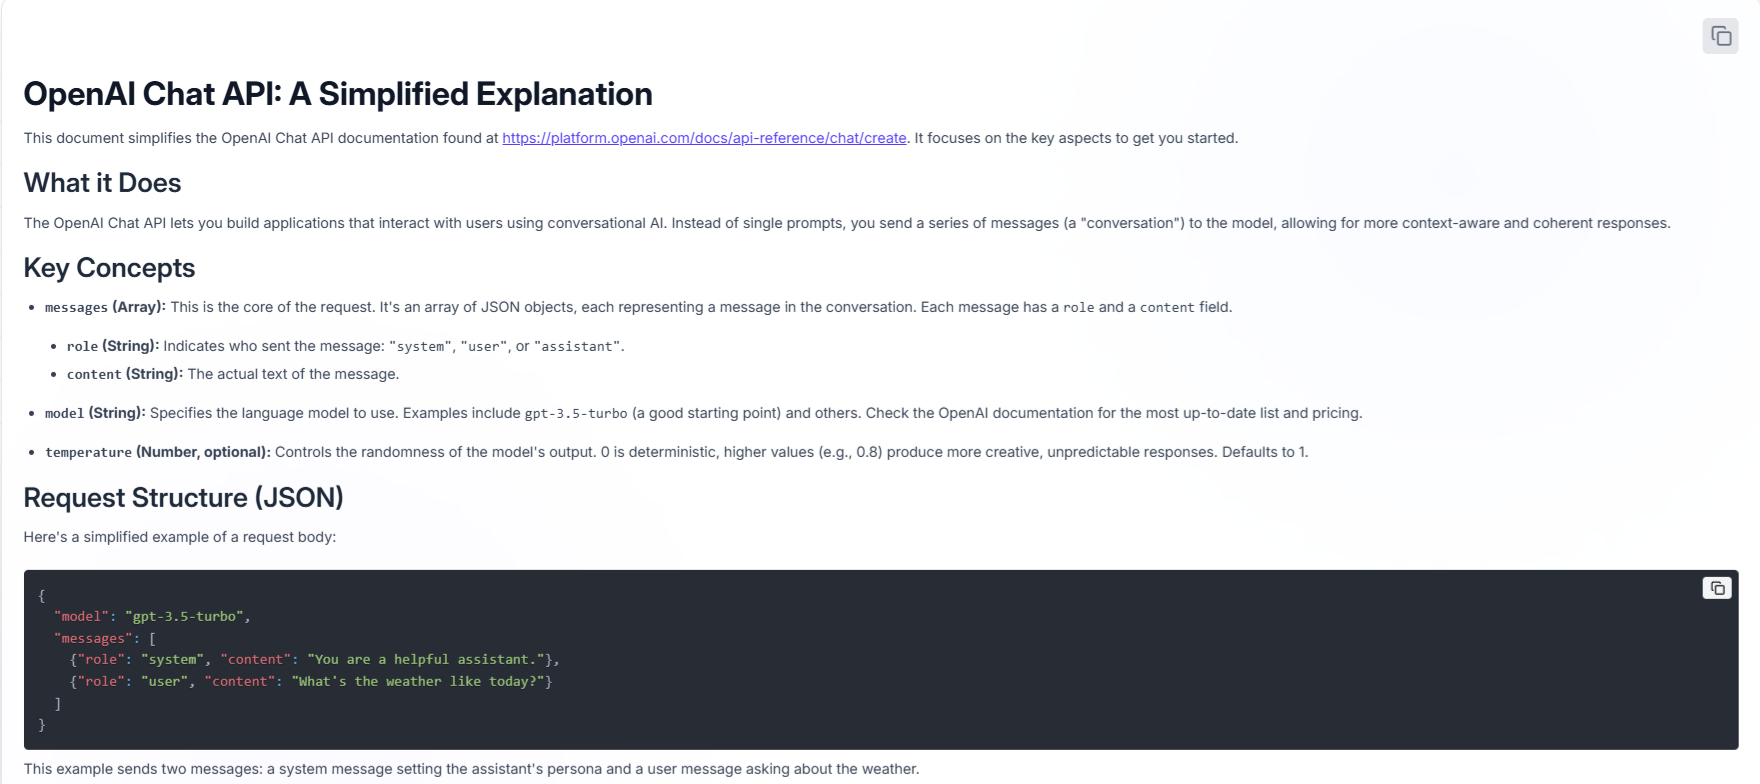 OpenAI Chat API: A Simplified Explanation
This document simplifies the OpenAI Chat API documentation found at https://platform.openai.com/docs/api-reference/chat/create. It focuses on the key aspects to get you started.
What it Does
The OpenAI Chat API lets you build applications that interact with users using conversational AI. Instead of single prompts, you send a series of messages (a "conversation") to the model, allowing for more context-aware and coherent responses.
Key Concepts
• messages (Array): This is the core of the request. It's an array of JSON objects, each representing a message in the conversation. Each message has a role and a content field.
• role (String): Indicates who sent the message: "system", "user", or "assistant".
• content (String): The actual text of the message.
• model (String): Specifies the language model to use. Examples include gpt-3.5-turbo (a good starting point) and others. Check the OpenAI documentation for the most up-to-date list and pricing.
• temperature (Number, optional): Controls the randomness of the model's output. 0 is deterministic, higher values (e.g., 0.8) produce more creative, unpredictable responses. Defaults to 1.
Request Structure (JSON)
Here's a simplified example of a request body:
{
  "model": "gpt-3.5-turbo",
  "messages": [
    {"role": "system", "content": "You are a helpful assistant."},
    {"role": "user", "content": "What's the weather like today?"}
  ]
}
This example sends two messages: a system message setting the assistant's persona and a user message asking about the weather.